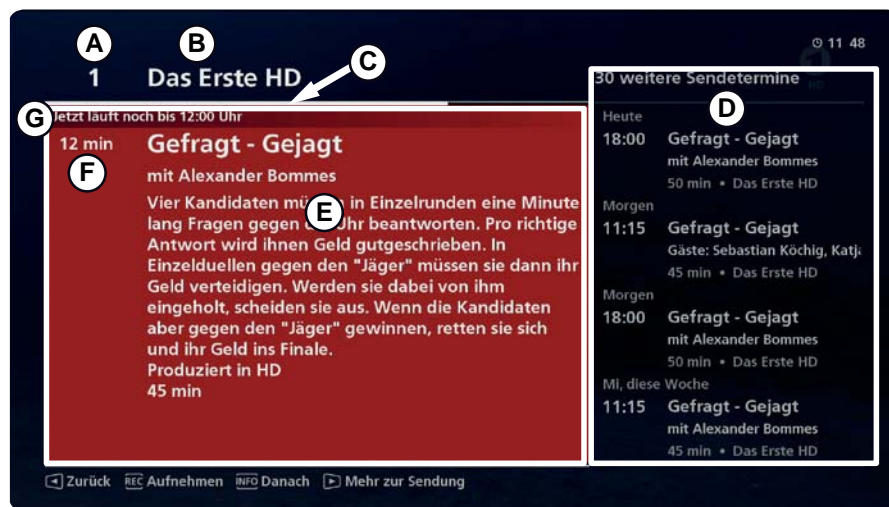 A
B
C
11 48
1
Das Erste HD
30 weitere Sendetermine
HD
D
G
Jetzt läuft noch bis 12:00 Uhr
12 min
Gefragt - Gejagt
F
mit Alexander Bommes
Vier Kandidaten in Einzelrunden eine Minute
E
lang Fragen gegen Uhr beantworten. Pro richtige
Antwort wird ihnen Geld gutgeschrieben. In
Einzelduellen gegen den "Jäger" müssen sie dann ihr
Geld verteidigen. Werden sie dabei von ihm
eingeholt, scheiden sie aus. Wenn die Kandidaten
aber gegen den "Jäger" gewinnen, retten sie sich
und ihr Geld ins Finale.
Produziert in HD
45 min
Heute
18:00 Gefragt - Gejagt
mit Alexander Bommes
50 min • Das Erste HD
Morgen
11:15 Gefragt - Gejagt
Gäste: Sebastian Köchig, Katj
45 min • Das Erste HD
Morgen
18:00 Gefragt - Gejagt
mit Alexander Bommes
50 min • Das Erste HD
Mi, diese Woche
11:15 Gefragt - Gejagt
mit Alexander Bommes
45 min • Das Erste HD
Zurück REC Aufnehmen INFO Danach Mehr zur Sendung